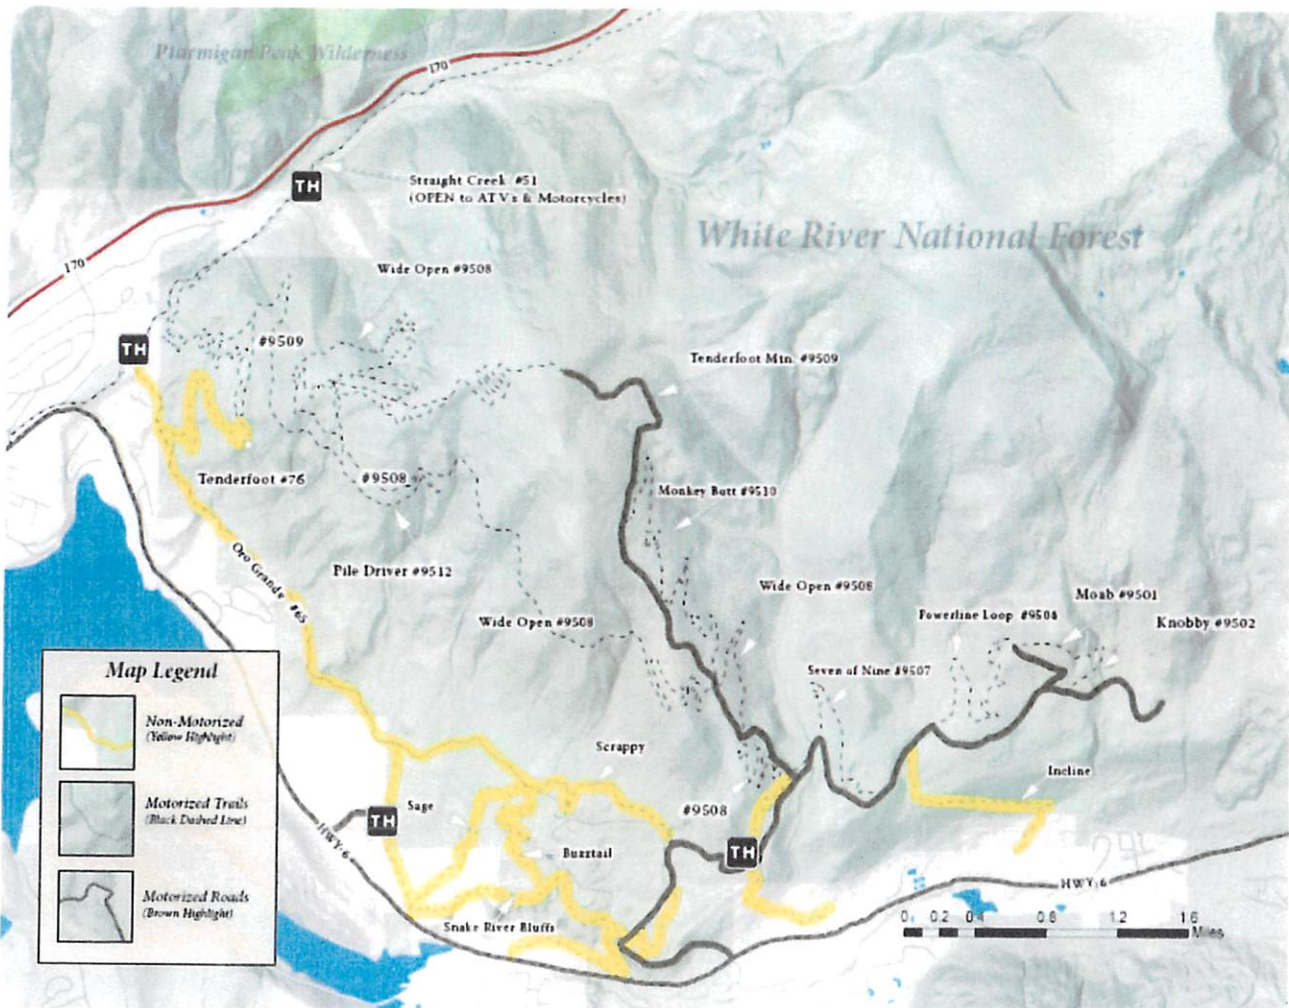 Ptarmigan Peak Wilderness
170
TH
Straight Creek #51
(OPEN to ATVs & Motorcycles)
White River National Forest
170
Wide Open #9508
TH
#9509
Tenderfoot Mtn. #9509
Tenderfoot #76
#9508
Monkey Butt #9510
Oro Grande #65
Pile Driver #9512
Wide Open #9508
Wide Open #9508
Powerline Loop #9504
Moab #9501
Knobby #9502
Seven of Nine #9507
Map Legend
Non-Motorized
(Yellow Highlight)
Motorized Trails
(Black Dashed Line)
Motorized Roads
(Brown Highlight)
Scrappy
Incline
Sage
#9508
TH
HWY-6
Buzztail
TH
HWY-6
Snake River Bluffs
0 0.2 0.4 0.8 1.2 1.6
Miles